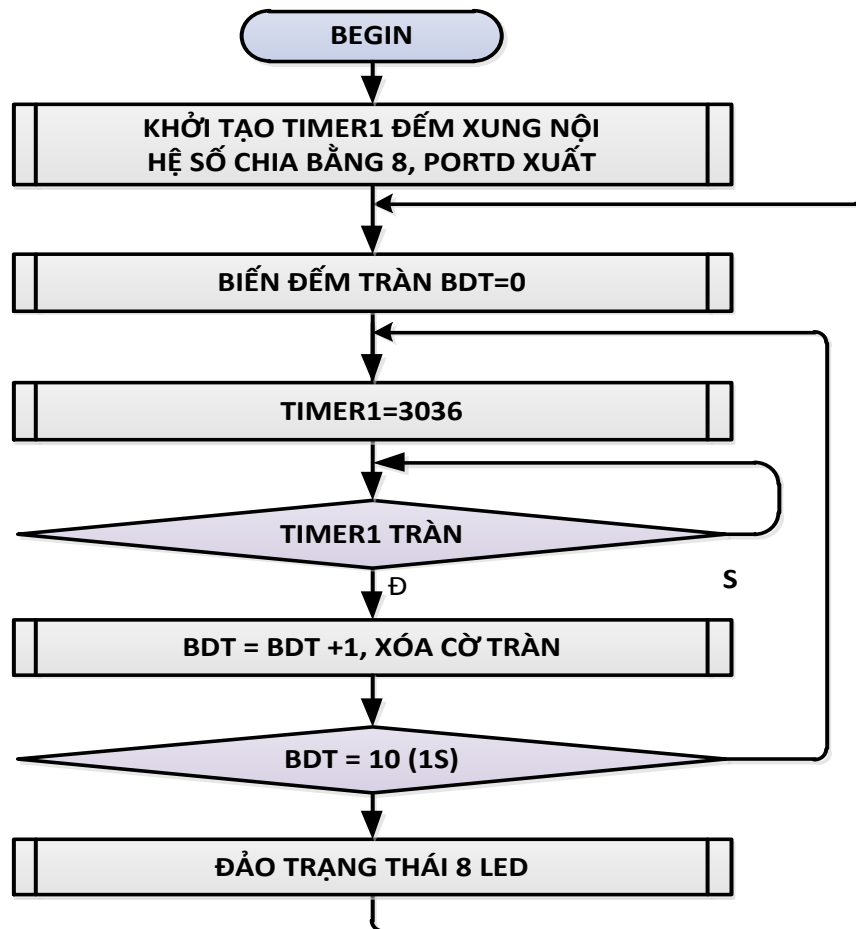 BEGIN
KHỞI TẠO TIMER1 ĐẾM XUNG NỘI
HỆ SỐ CHIA BẰNG 8, PORTD XUẤT
BIẾN ĐẾM TRÀN BDT=0
TIMER1=3036
TIMER1 TRÀN
Đ
S
BDT = BDT +1, XÓA CỜ TRÀN
BDT = 10 (1S)
ĐẢO TRẠNG THÁI 8 LED